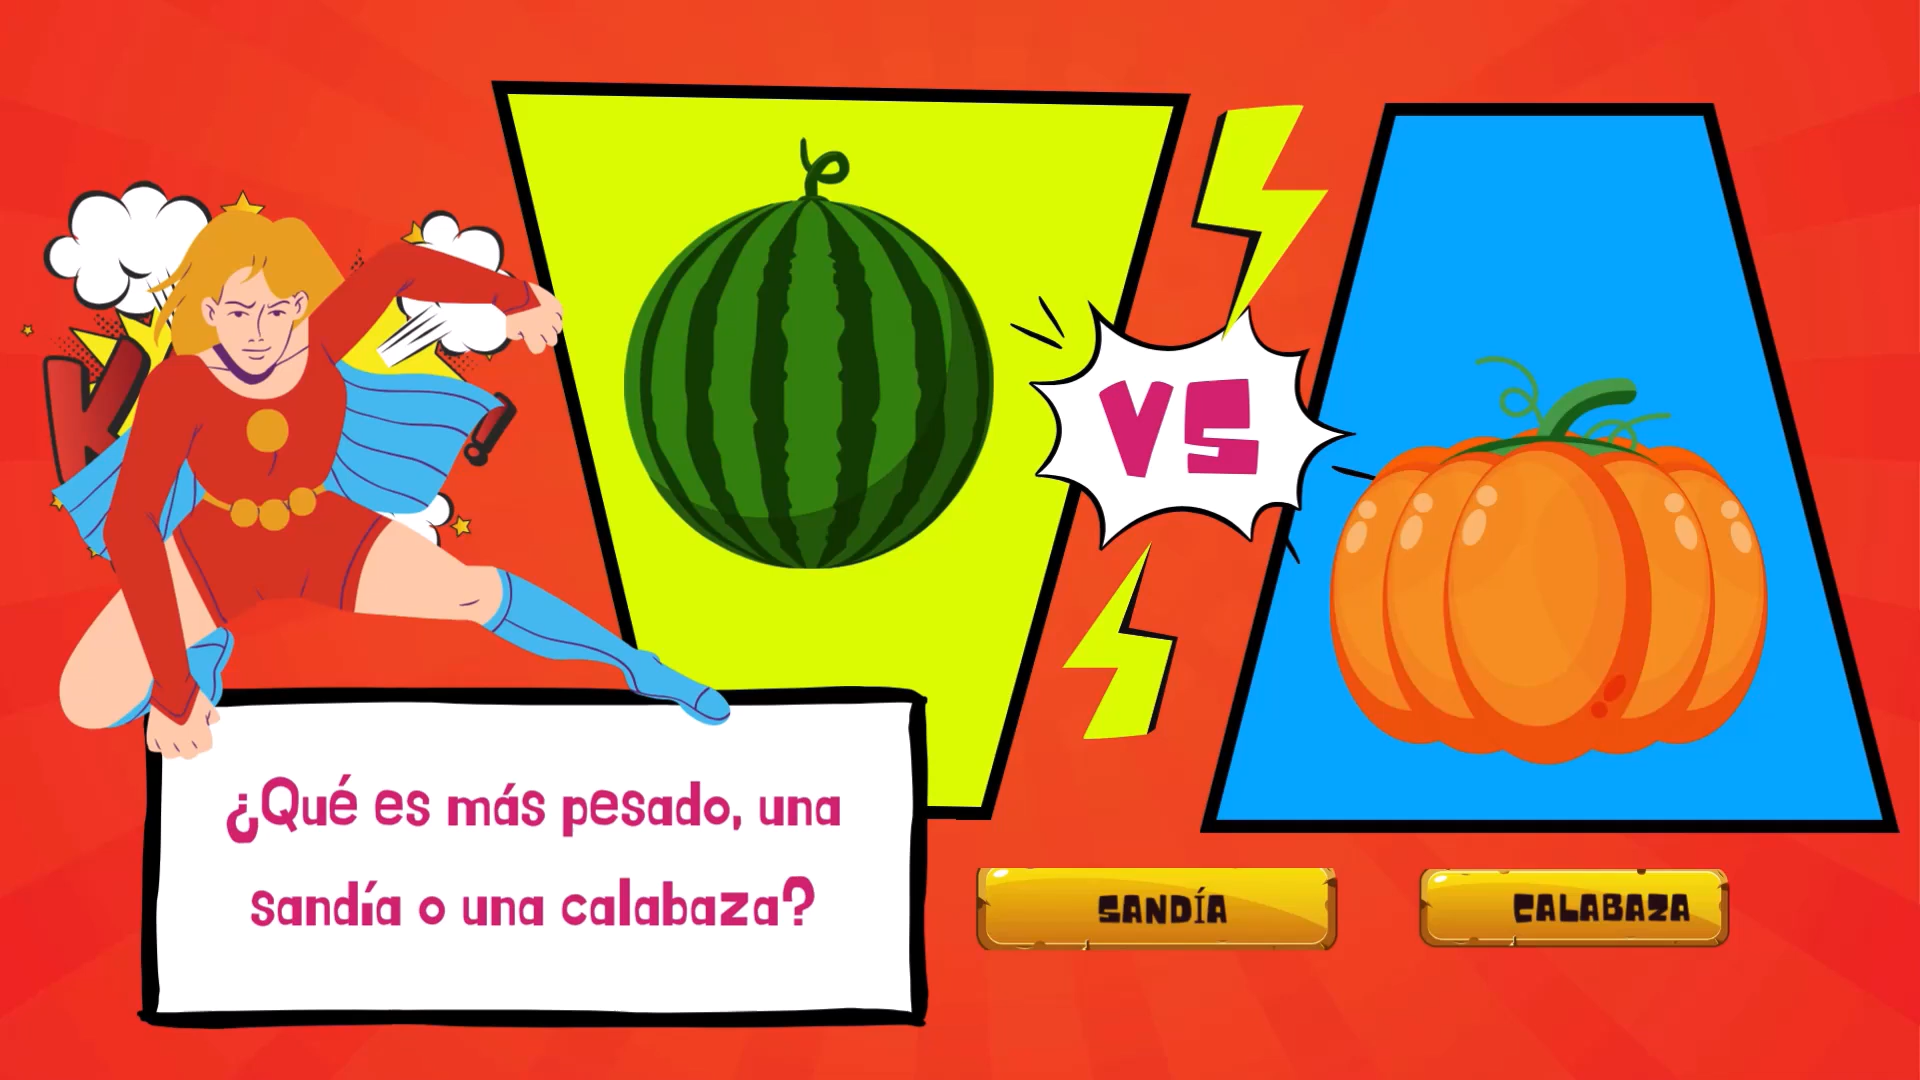 VS
¿Qué es más pesado, una
sandía o una calabaza?
SANDÍA
CALABAZA